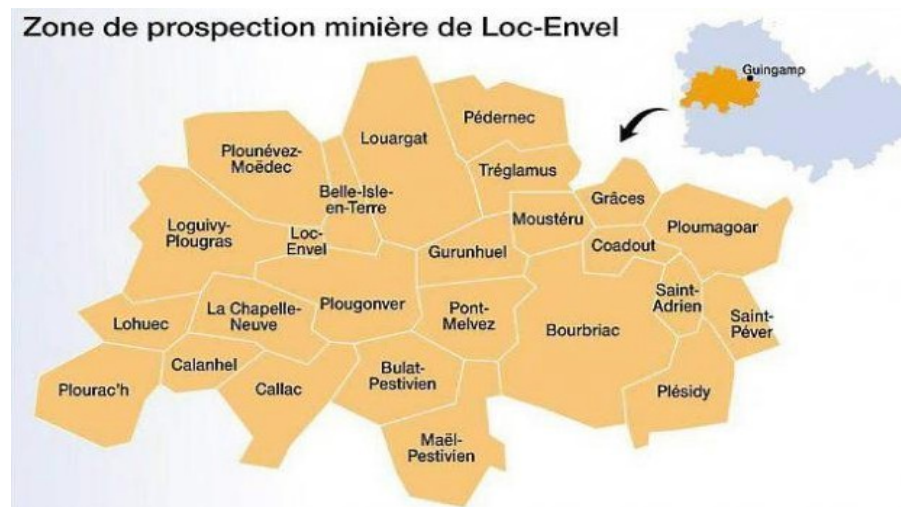 Zone de prospection minière de Loc-Envel
Guingamp
Pédernec
Louargat
Plounévez-
Moëdec
Tréglamus
Belle-Isle-
en-Terre
Grâces
Moustéru
Ploumagoar
Loguivy-
Plougras
Loc-
Envel
Coadout
Gurunhuel
Saint-
Adrien
La Chapelle-
Neuve
Plougonver
Pont-
Melvez
Bourbriac
Saint-
Péver
Lohuec
Calanhel
Bulat-
Pestivien
Plourac'h
Callac
Plésidy
Maël-
Pestivien